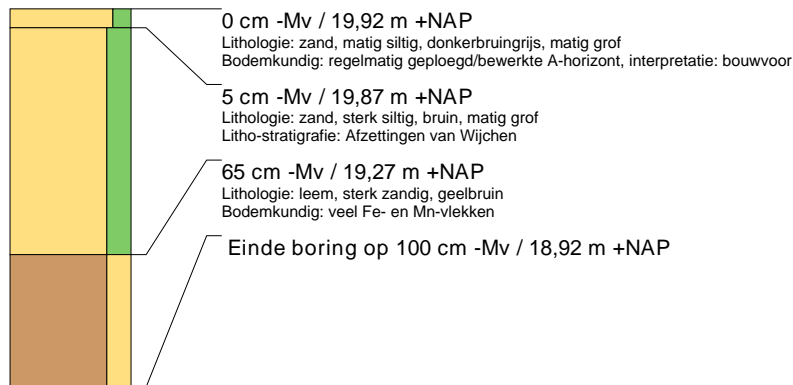 0 cm -Mv / 19,92 m +NAP
Lithologie: zand, matig siltig, donkerbruingrijs, matig grof
Bodemkundig: regelmatig geploegd/bewerkte A-horizont, interpretatie: bouwvoor
5 cm -Mv / 19,87 m +NAP
Lithologie: zand, sterk siltig, bruin, matig grof
Litho-stratigrafie: Afzettingen van Wijchen
65 cm -Mv / 19,27 m +NAP
Lithologie: leem, sterk zandig, geelbruin
Bodemkundig: veel Fe- en Mn-vlekken
Einde boring op 100 cm -Mv / 18,92 m +NAP